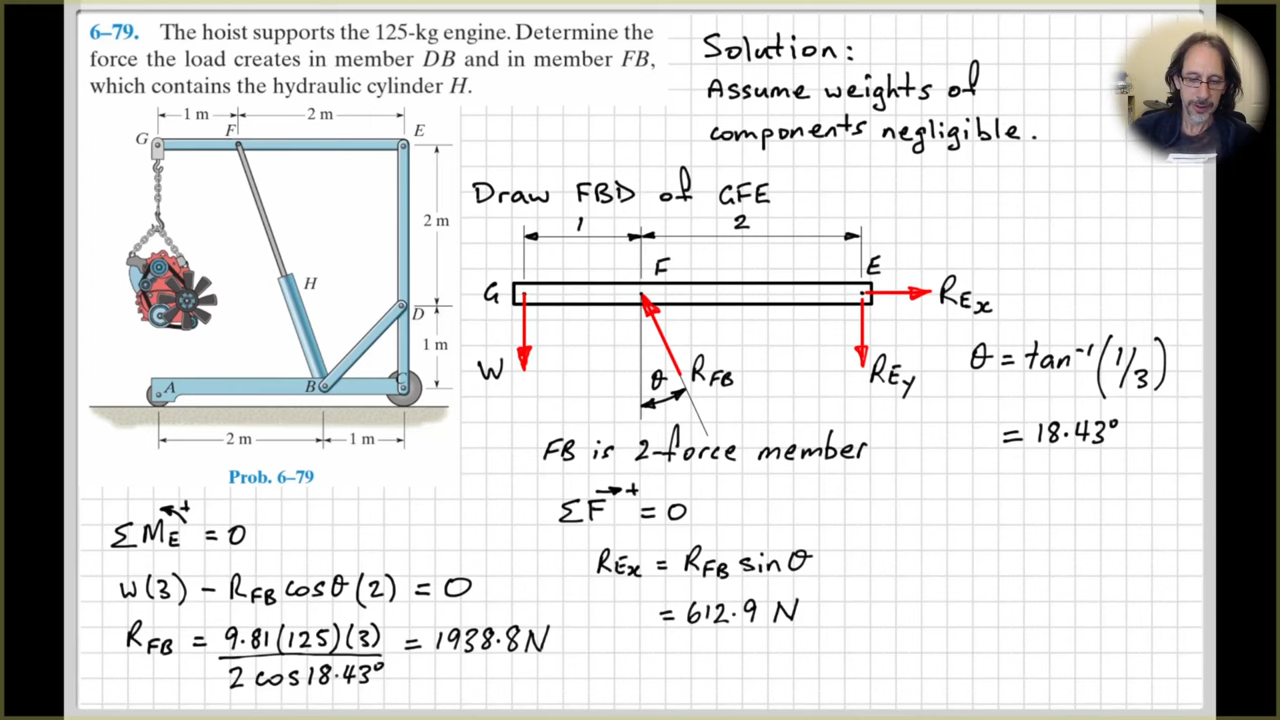 6–79. The hoist supports the 125-kg engine. Determine the
force the load creates in member DB and in member FB,
which contains the hydraulic cylinder H.
1 m
2 m
G
F
E
2 m
H
D
1 m
A
B
C
2 m
1 m
Prob. 6–79
Solution:
Assume weights of
components negligible.
Draw FBD of GFE
1
2
F
E
G
R_Ex
W
θ
R_FB
R_Ey
θ = tan⁻¹ (1/3)
= 18.43°
FB is 2-force member
ΣM_E ↶+ = 0
W(3) − R_FB cosθ (2) = 0
R_FB = 9.81(125)(3) / 2 cos 18.43° = 1938.8 N
ΣF →+ = 0
R_Ex = R_FB sinθ
= 612.9 N